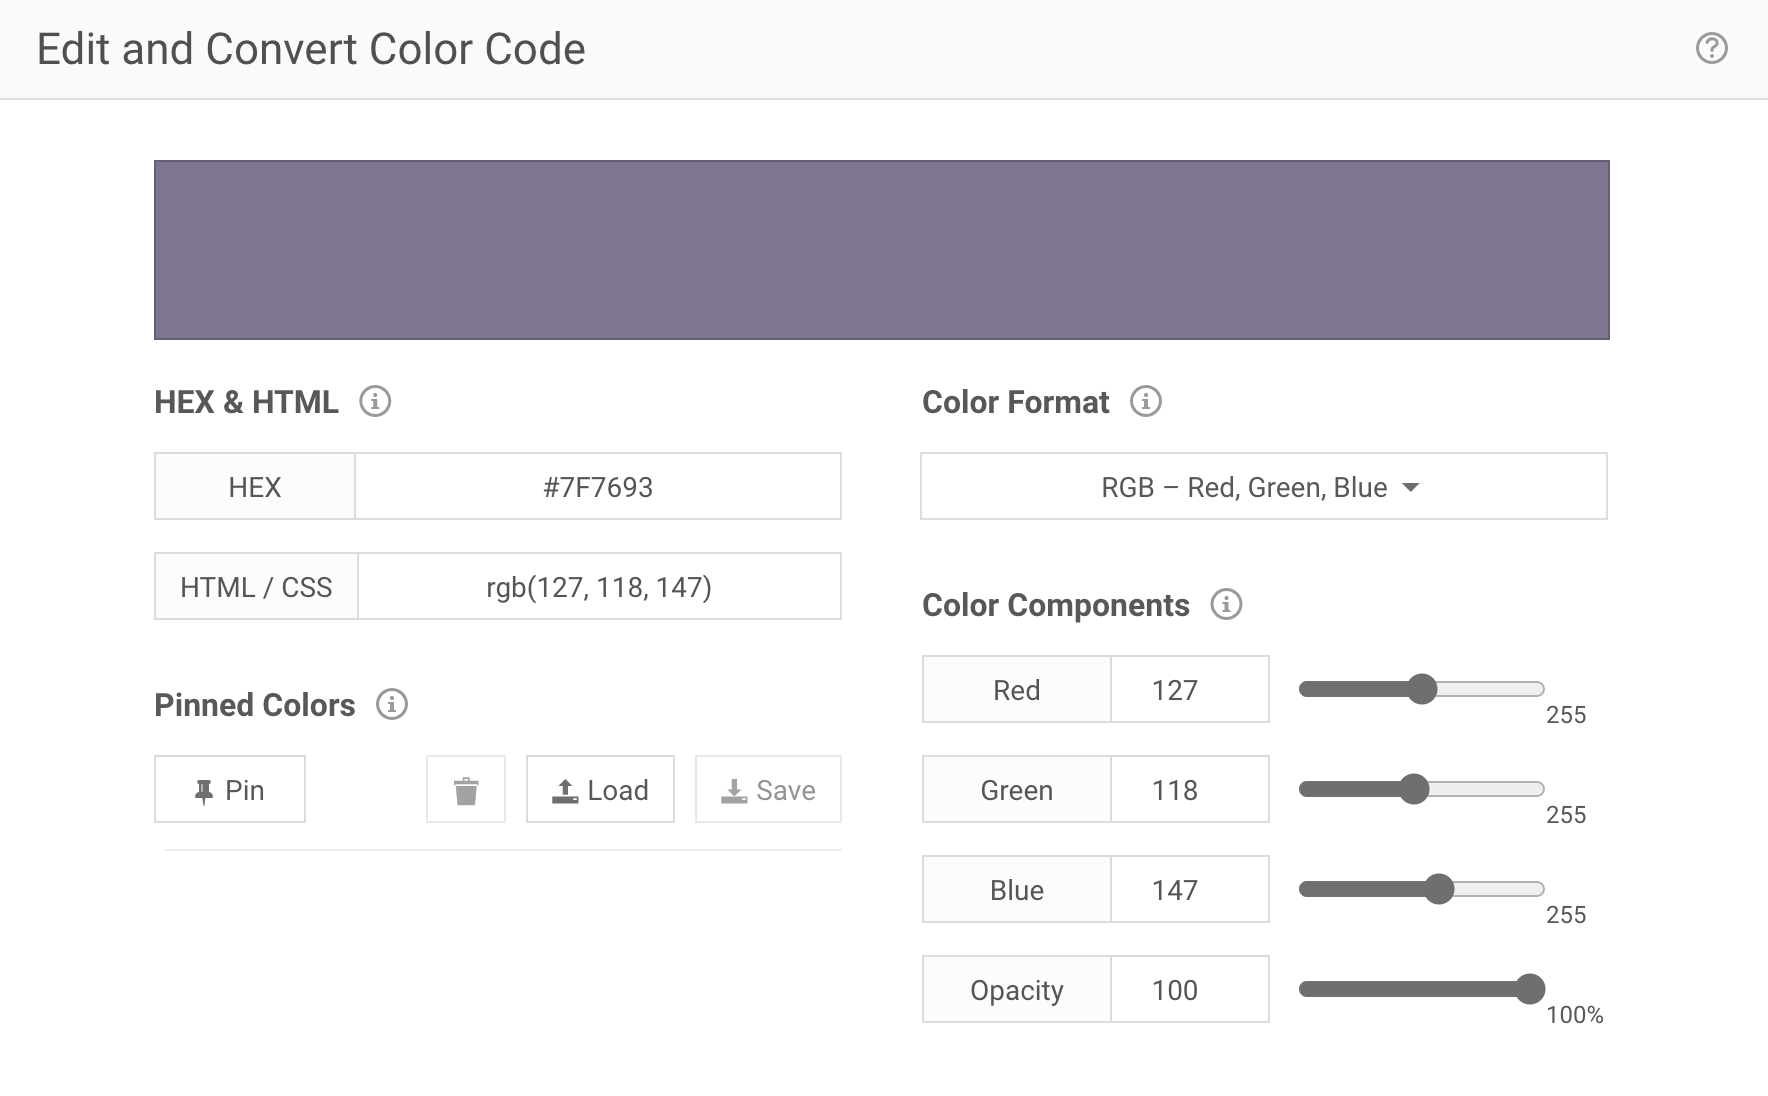 Edit and Convert Color Code
HEX & HTML
HEX
#7F7693
HTML / CSS
rgb(127, 118, 147)
Pinned Colors
Pin
Load
Save
Color Format
RGB – Red, Green, Blue
Color Components
Red
127
255
Green
118
255
Blue
147
255
Opacity
100
100%